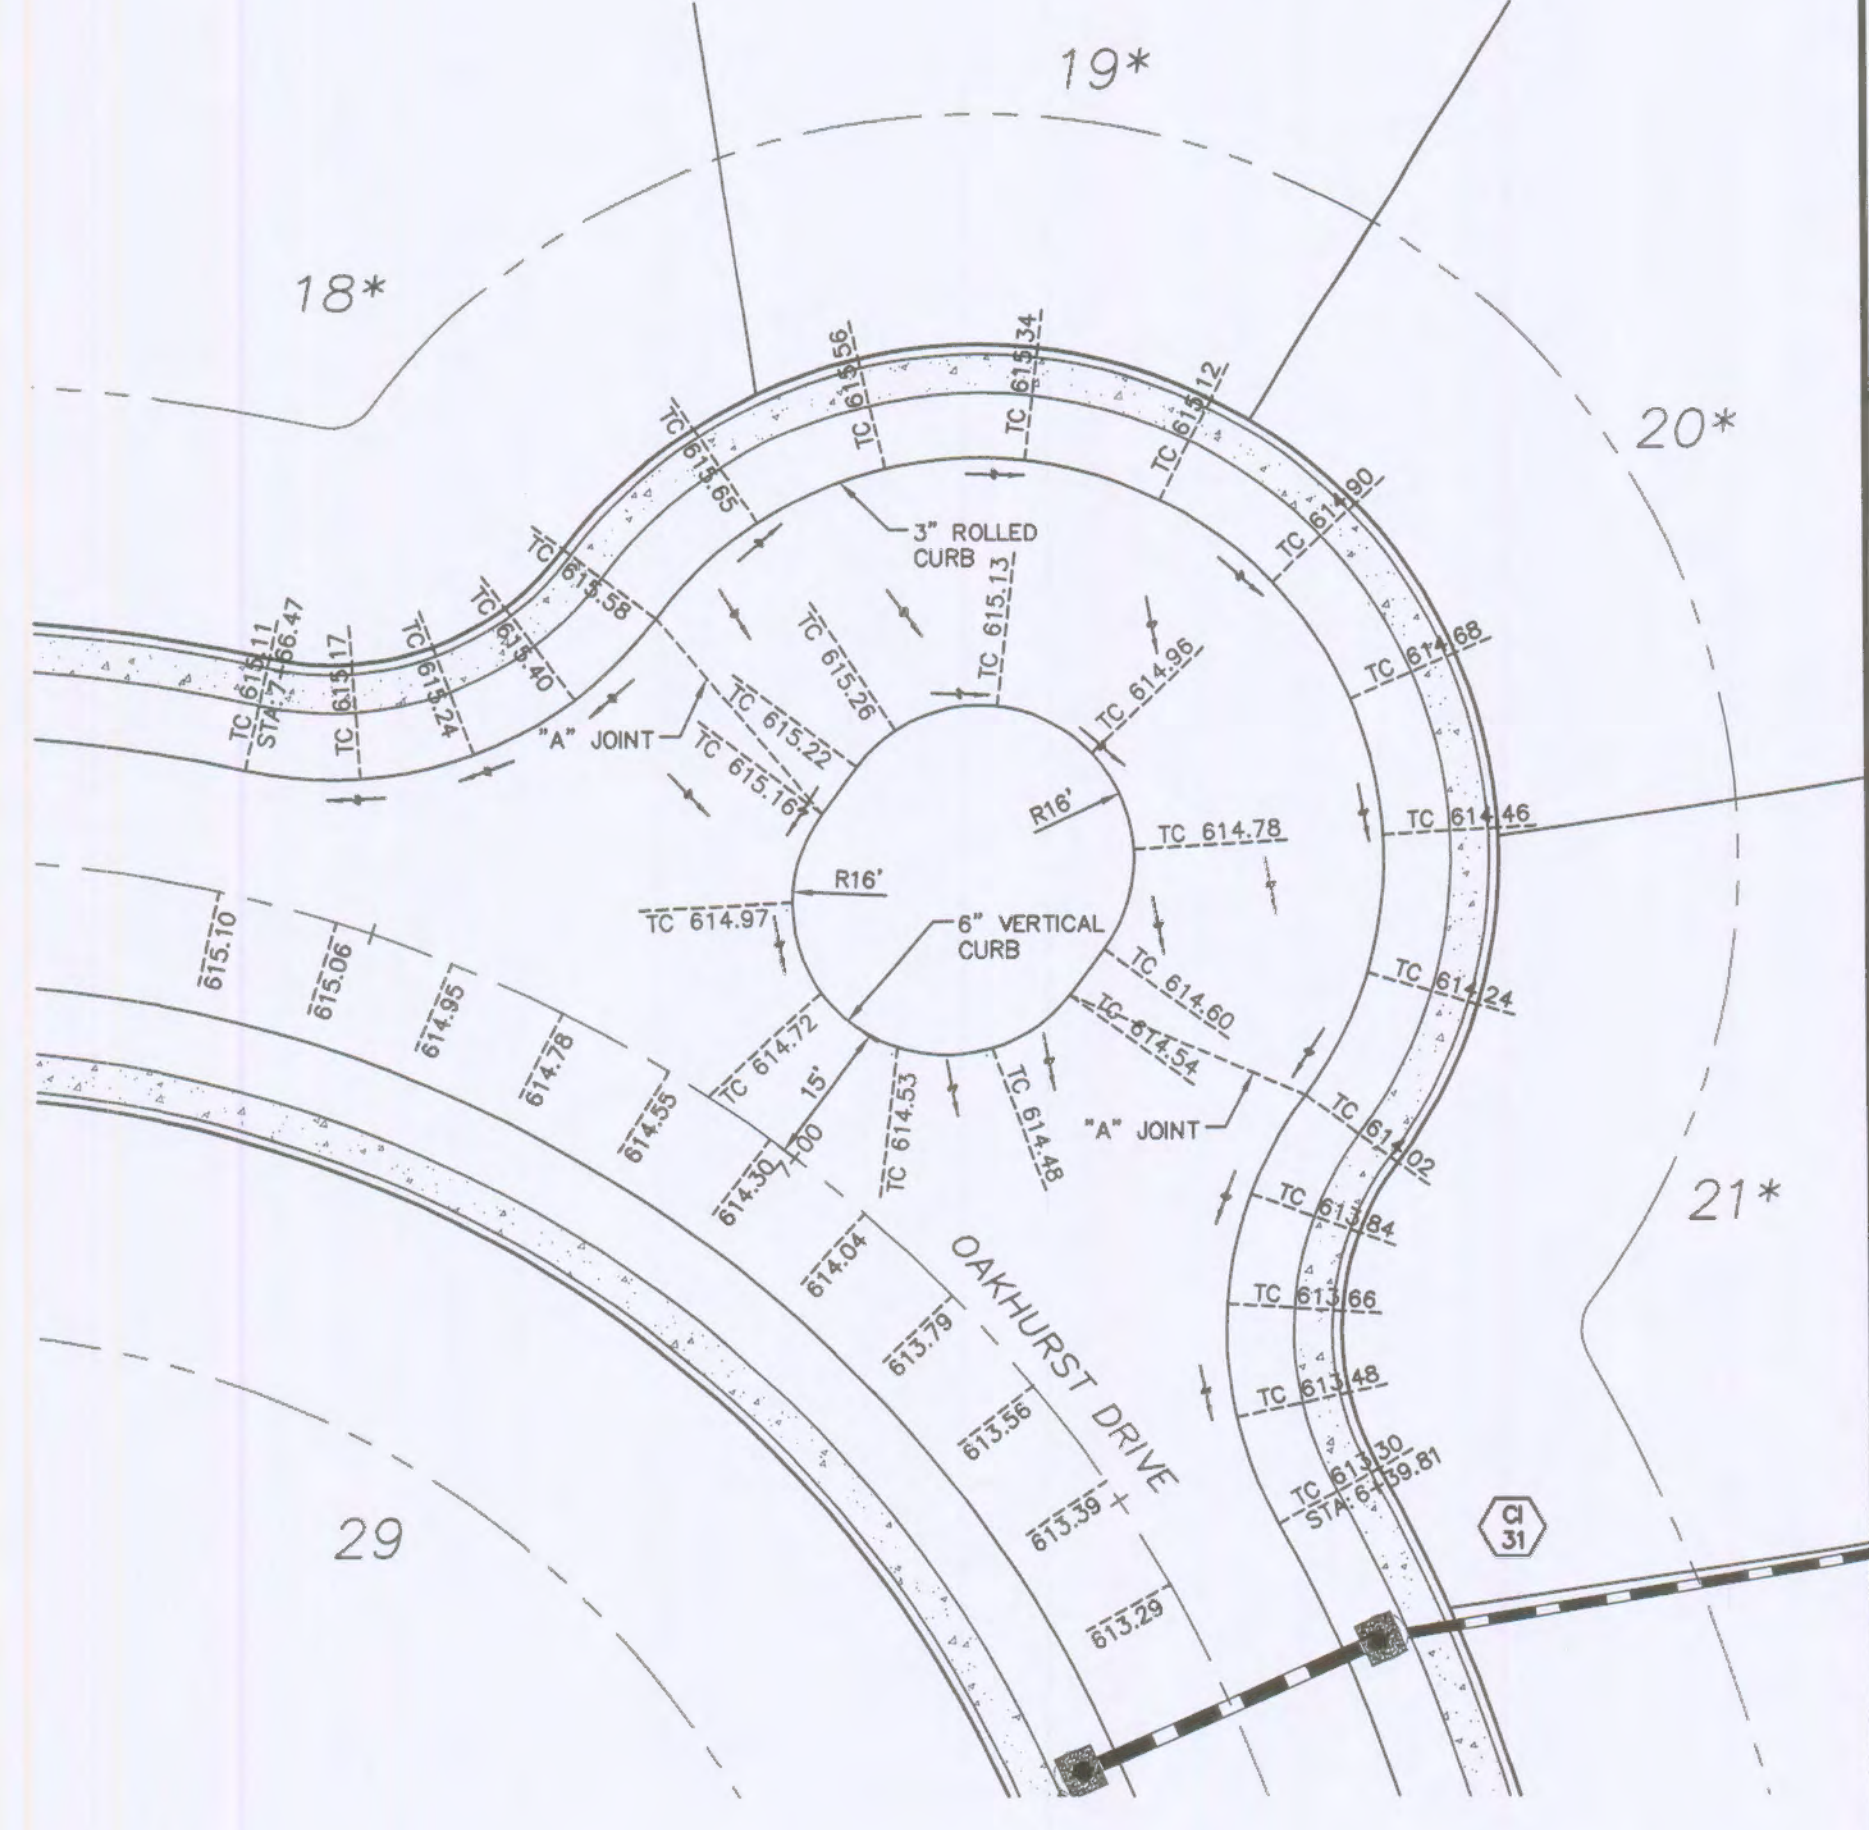 19*
18*
20*
21*
29
TC 615.11
STA: 7+66.47
TC 615.17
TC 615.24
TC 615.40
TC 615.58
TC 615.65
TC 615.56
TC 615.34
TC 615.12
TC 614.90
TC 614.68
TC 614.46
TC 614.24
TC 614.02
TC 613.84
TC 613.66
TC 613.48
TC 613.30
STA: 6+39.81
3" ROLLED
CURB
"A" JOINT
TC 615.26
TC 615.13
TC 614.96
TC 615.22
TC 615.16
R16'
TC 614.78
R16'
TC 614.97
6" VERTICAL
CURB
TC 614.60
TC 614.54
TC 614.72
15'
TC 614.53
TC 614.48
"A" JOINT
615.10
615.06
614.95
614.78
614.55
614.30
7+00
614.04
613.79
613.56
613.39
613.29
OAKHURST DRIVE
CI
31